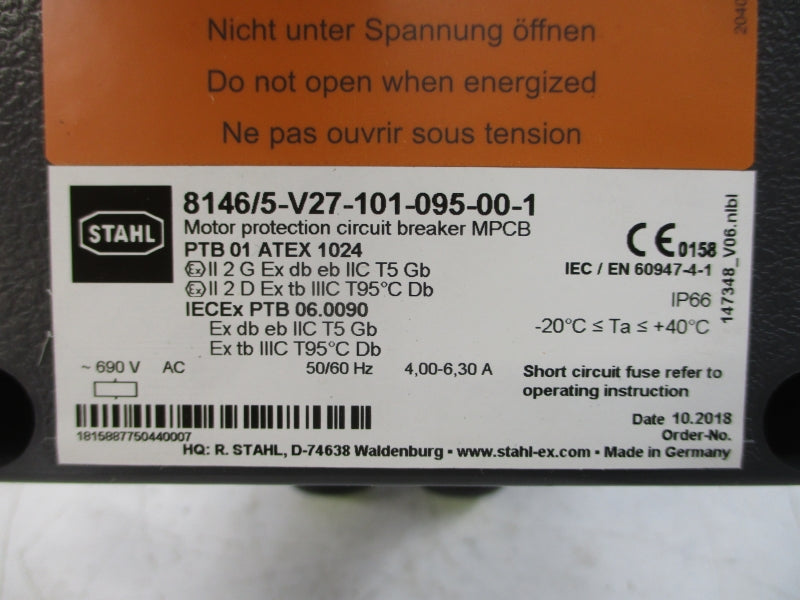 Nicht unter Spannung öffnen
Do not open when energized
Ne pas ouvrir sous tension
2040
STAHL
8146/5-V27-101-095-00-1
Motor protection circuit breaker MPCB
PTB 01 ATEX 1024
Ex II 2 G Ex db eb IIC T5 Gb
Ex II 2 D Ex tb IIIC T95°C Db
IECEx PTB 06.0090
Ex db eb IIC T5 Gb
Ex tb IIIC T95°C Db
CE 0158
IEC / EN 60947-4-1
IP66
-20°C ≤ Ta ≤ +40°C
147348_V06.nlbl
~ 690 V AC 50/60 Hz 4,00-6,30 A
Short circuit fuse refer to
operating instruction
1815887750440007
Date 10.2018
Order-No.
HQ: R. STAHL, D-74638 Waldenburg • www.stahl-ex.com • Made in Germany